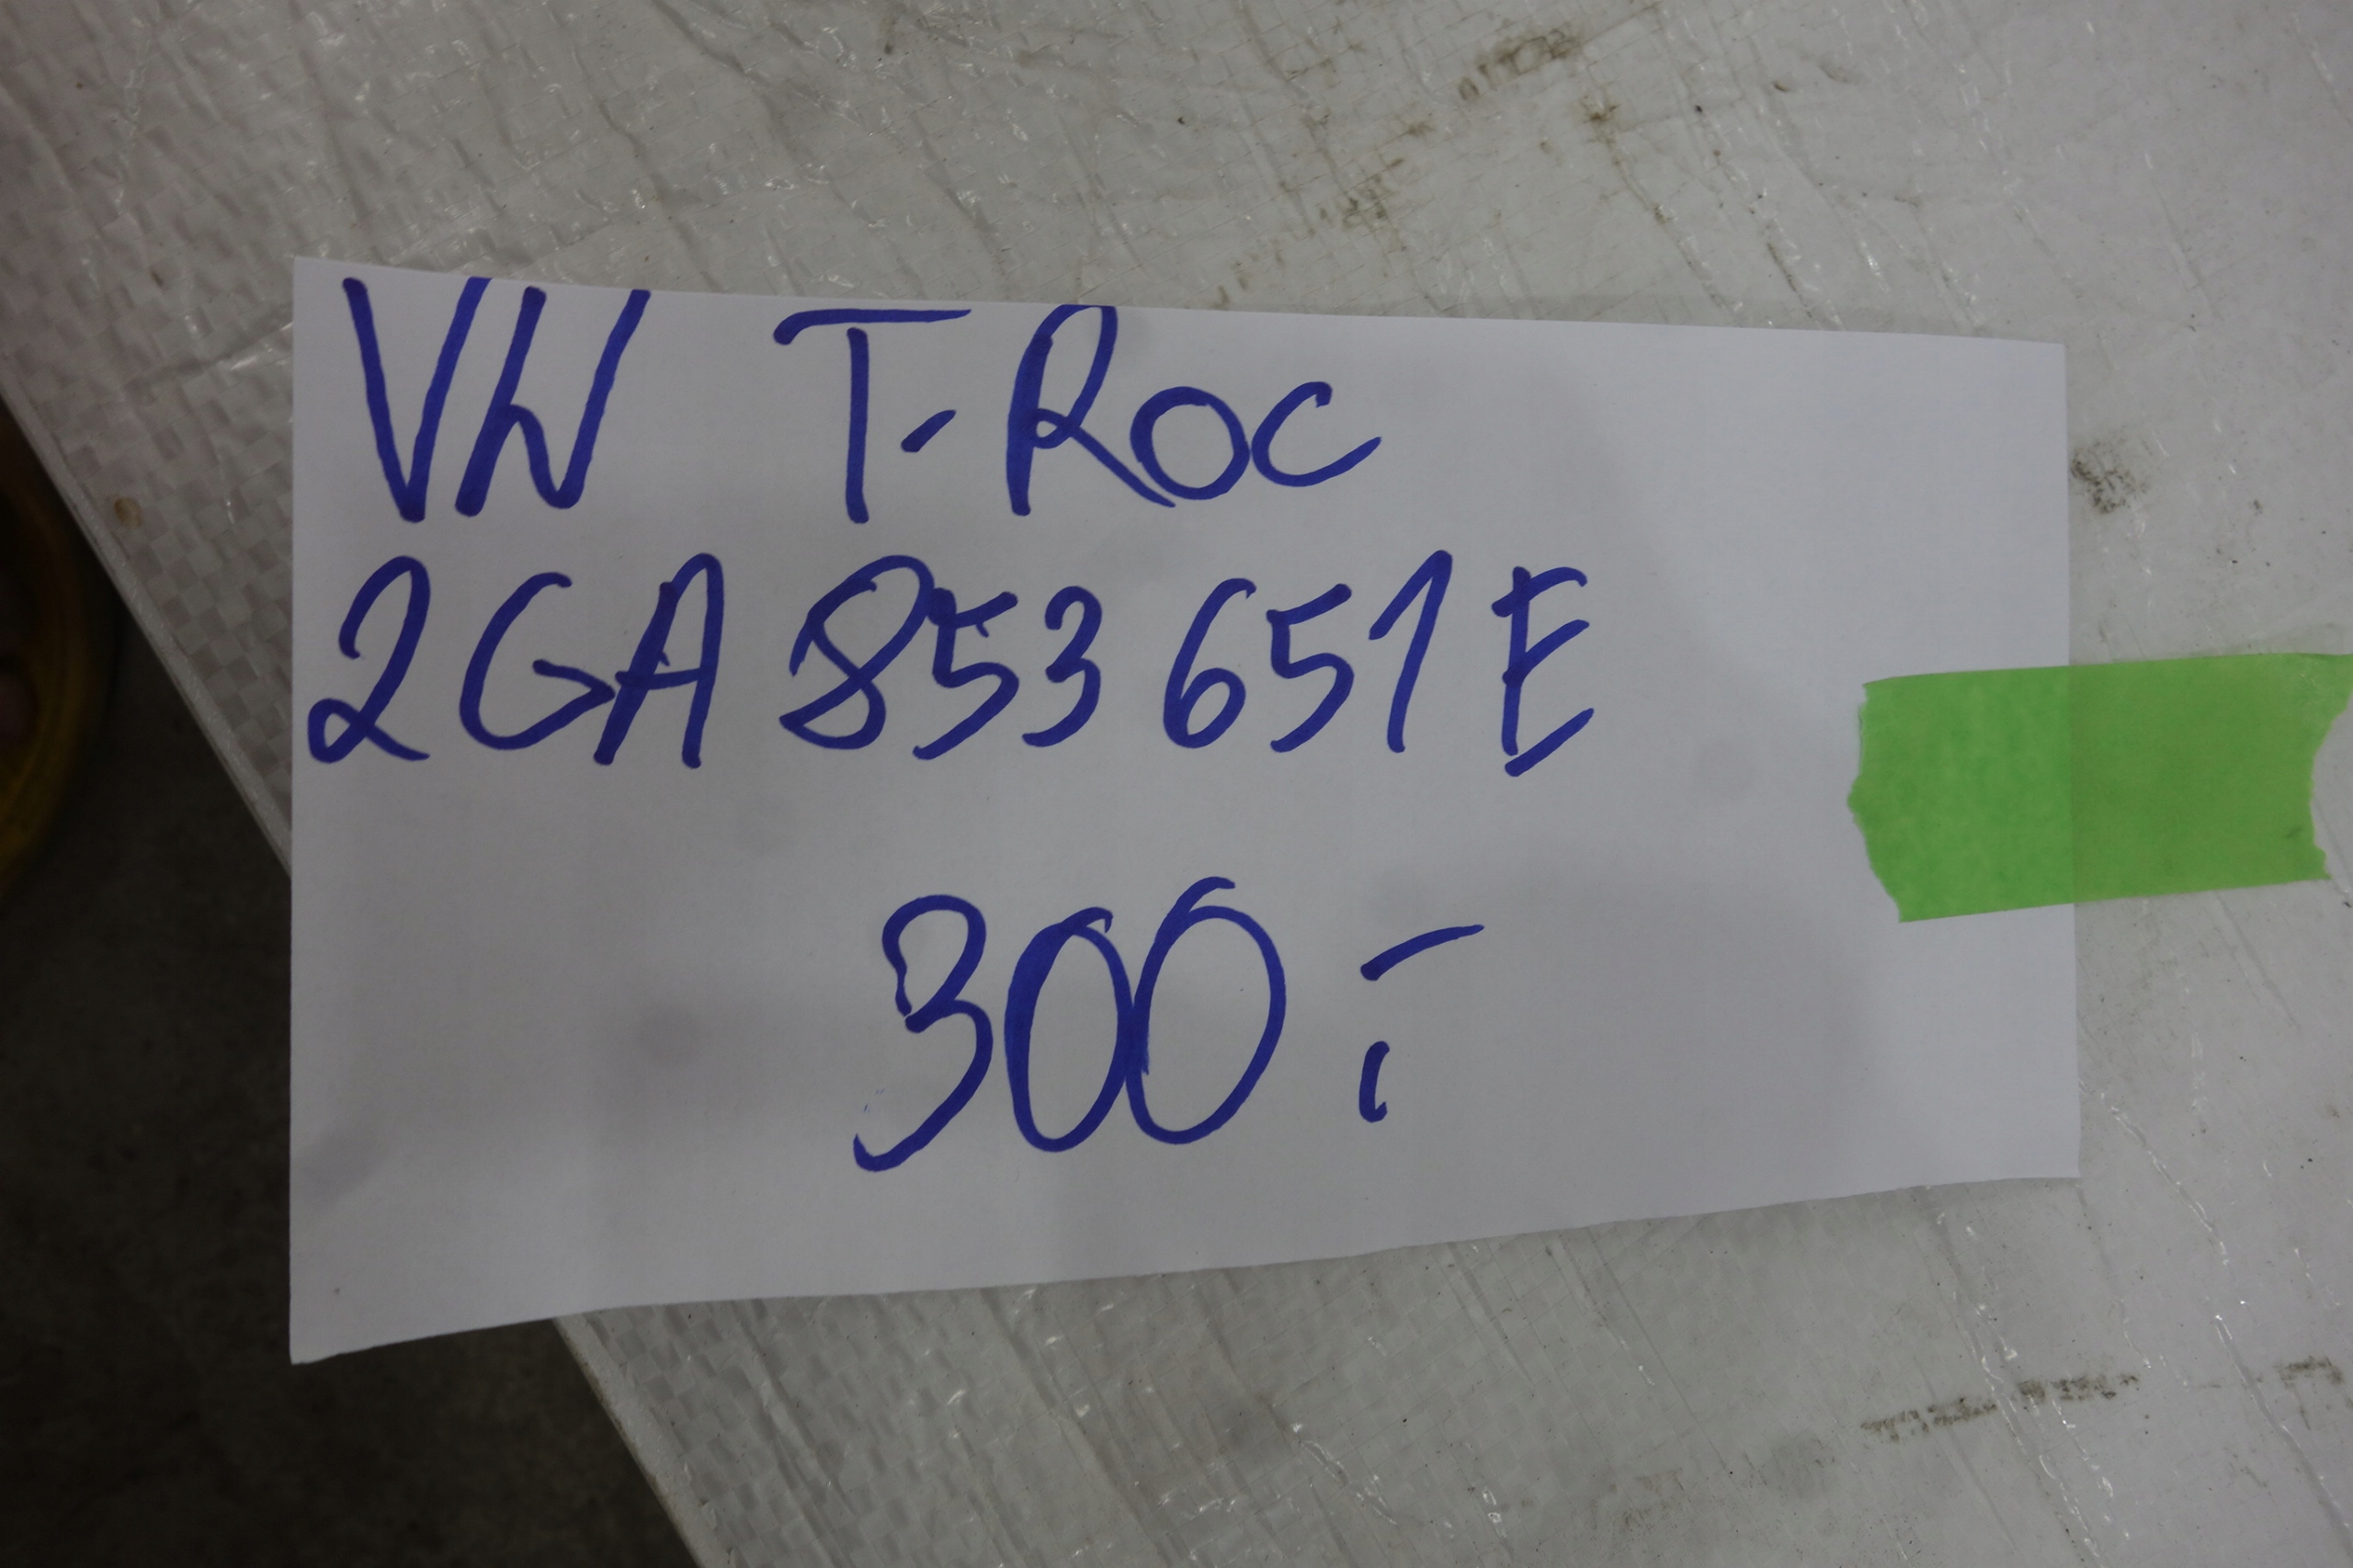 VW T-Roc
2GA 853 651 E
300:-